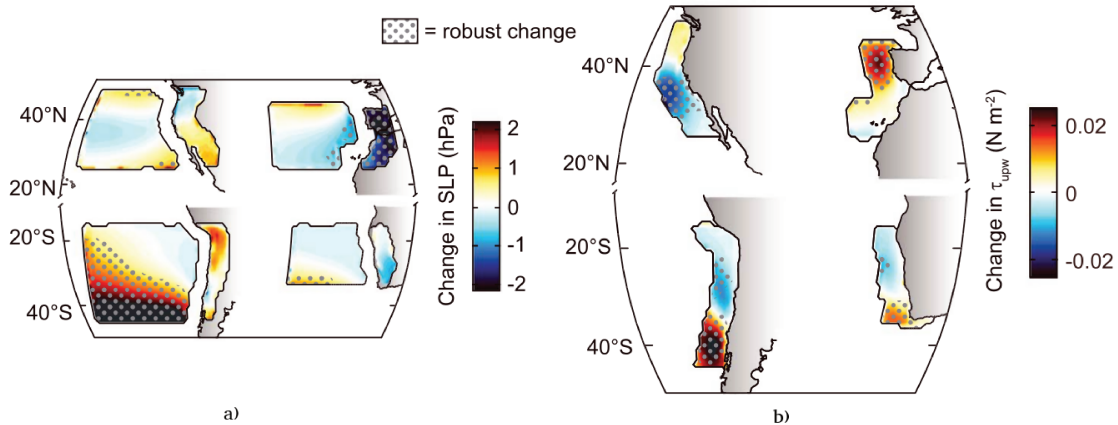 = robust change
40°N
20°N
20°S
40°S
Change in SLP (hPa)
2
1
0
-1
-2
a)
40°N
20°N
20°S
40°S
Change in τupw (N m-2)
0.02
0
-0.02
b)